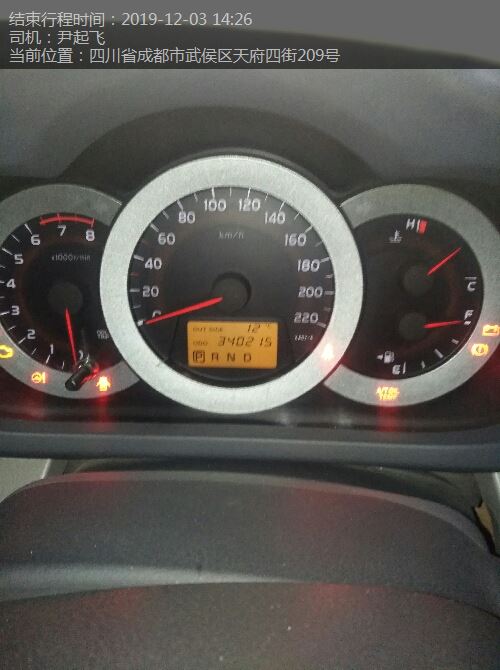 结束行程时间：2019-12-03 14:26
司机：尹起飞
当前位置：四川省成都市武侯区天府四街209号
100 120
80 140
60 km/h 160
40 180
20 200
220
OUT SIDE 12°
ODO 340215
P R N D
7
6 8
5 x1000r/min
4
3
2
1
H
C
F
E
A/T OIL
TEMP